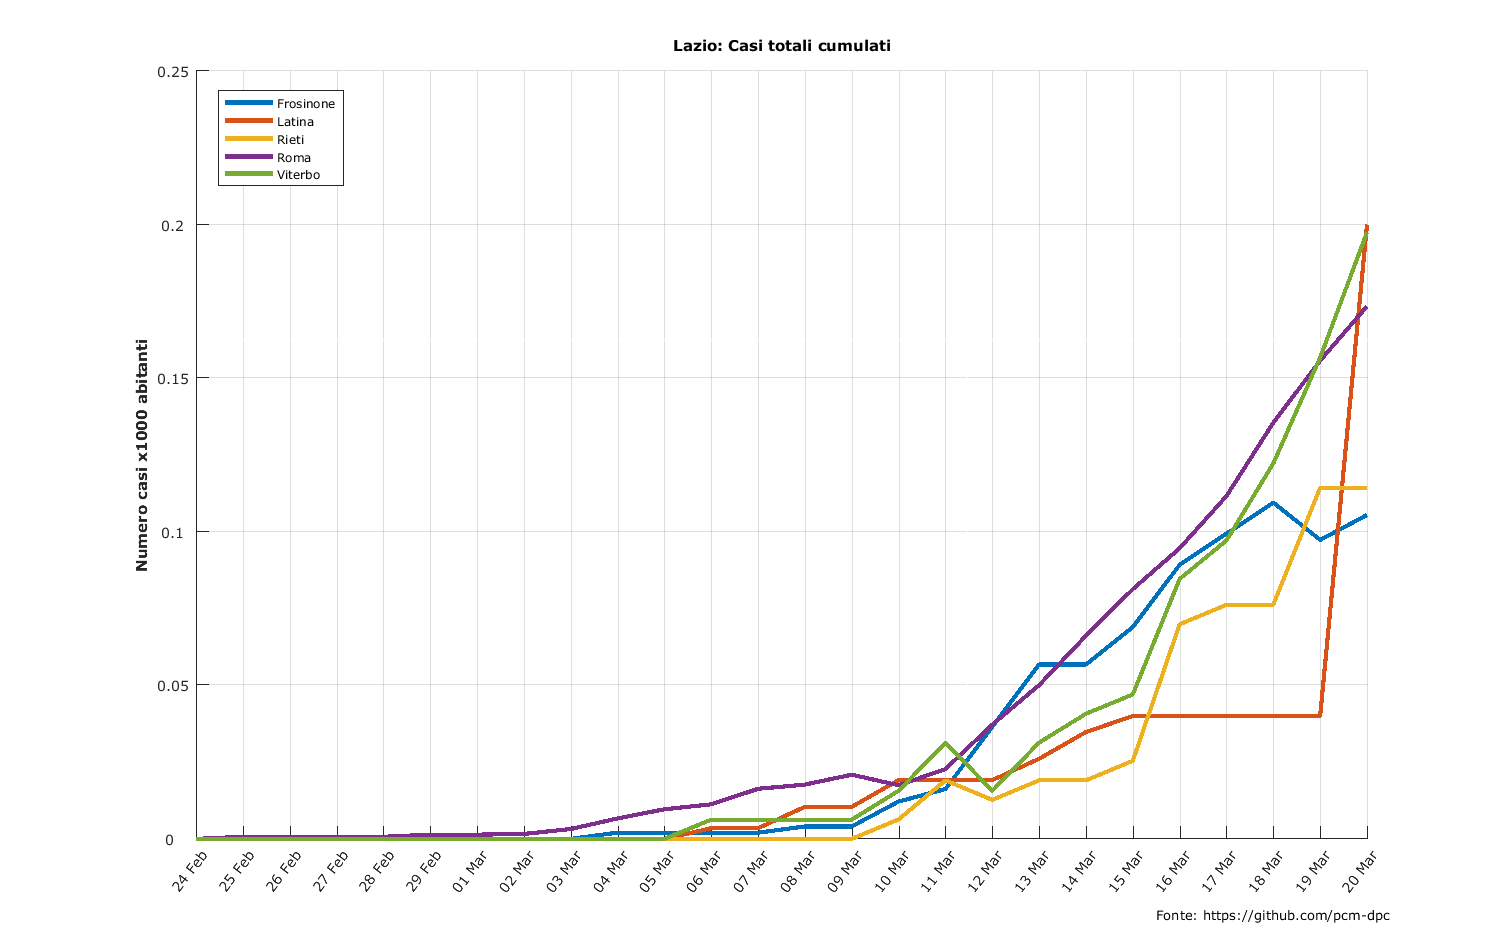 Lazio: Casi totali cumulati
Numero casi x1000 abitanti
0.25
0.2
0.15
0.1
0.05
0
Frosinone
Latina
Rieti
Roma
Viterbo
24 Feb
25 Feb
26 Feb
27 Feb
28 Feb
29 Feb
01 Mar
02 Mar
03 Mar
04 Mar
05 Mar
06 Mar
07 Mar
08 Mar
09 Mar
10 Mar
11 Mar
12 Mar
13 Mar
14 Mar
15 Mar
16 Mar
17 Mar
18 Mar
19 Mar
20 Mar
Fonte: https://github.com/pcm-dpc